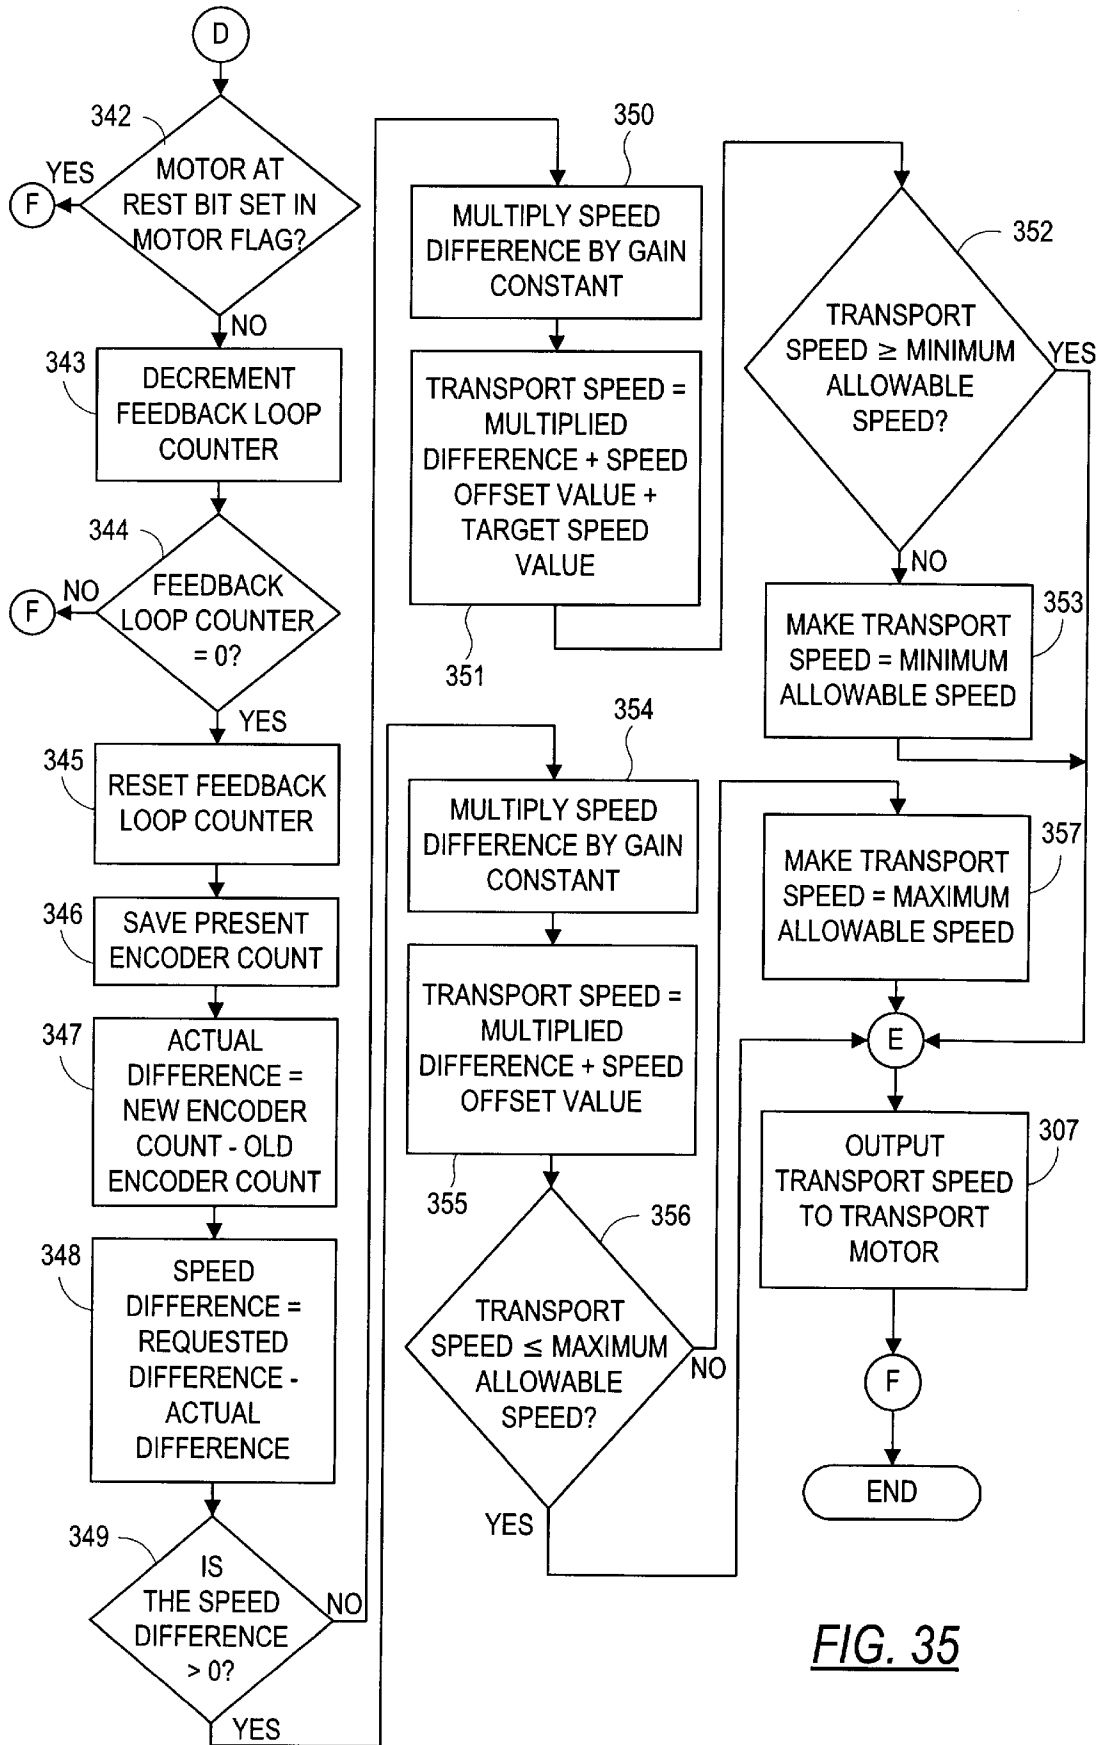 D
342
MOTOR AT
REST BIT SET IN
MOTOR FLAG?
YES
F
NO
343
DECREMENT
FEEDBACK LOOP
COUNTER
344
FEEDBACK
LOOP COUNTER
= 0?
NO
F
YES
345
RESET FEEDBACK
LOOP COUNTER
346
SAVE PRESENT
ENCODER COUNT
347
ACTUAL
DIFFERENCE =
NEW ENCODER
COUNT - OLD
ENCODER COUNT
348
SPEED
DIFFERENCE =
REQUESTED
DIFFERENCE -
ACTUAL
DIFFERENCE
349
IS
THE SPEED
DIFFERENCE
> 0?
NO
YES
350
MULTIPLY SPEED
DIFFERENCE BY GAIN
CONSTANT
TRANSPORT SPEED =
MULTIPLIED
DIFFERENCE + SPEED
OFFSET VALUE +
TARGET SPEED
VALUE
351
352
TRANSPORT
SPEED ≥ MINIMUM
ALLOWABLE
SPEED?
YES
NO
353
MAKE TRANSPORT
SPEED = MINIMUM
ALLOWABLE SPEED
354
MULTIPLY SPEED
DIFFERENCE BY GAIN
CONSTANT
TRANSPORT SPEED =
MULTIPLIED
DIFFERENCE + SPEED
OFFSET VALUE
355
356
TRANSPORT
SPEED ≤ MAXIMUM
ALLOWABLE
SPEED?
NO
YES
357
MAKE TRANSPORT
SPEED = MAXIMUM
ALLOWABLE SPEED
E
307
OUTPUT
TRANSPORT SPEED
TO TRANSPORT
MOTOR
F
END
FIG. 35